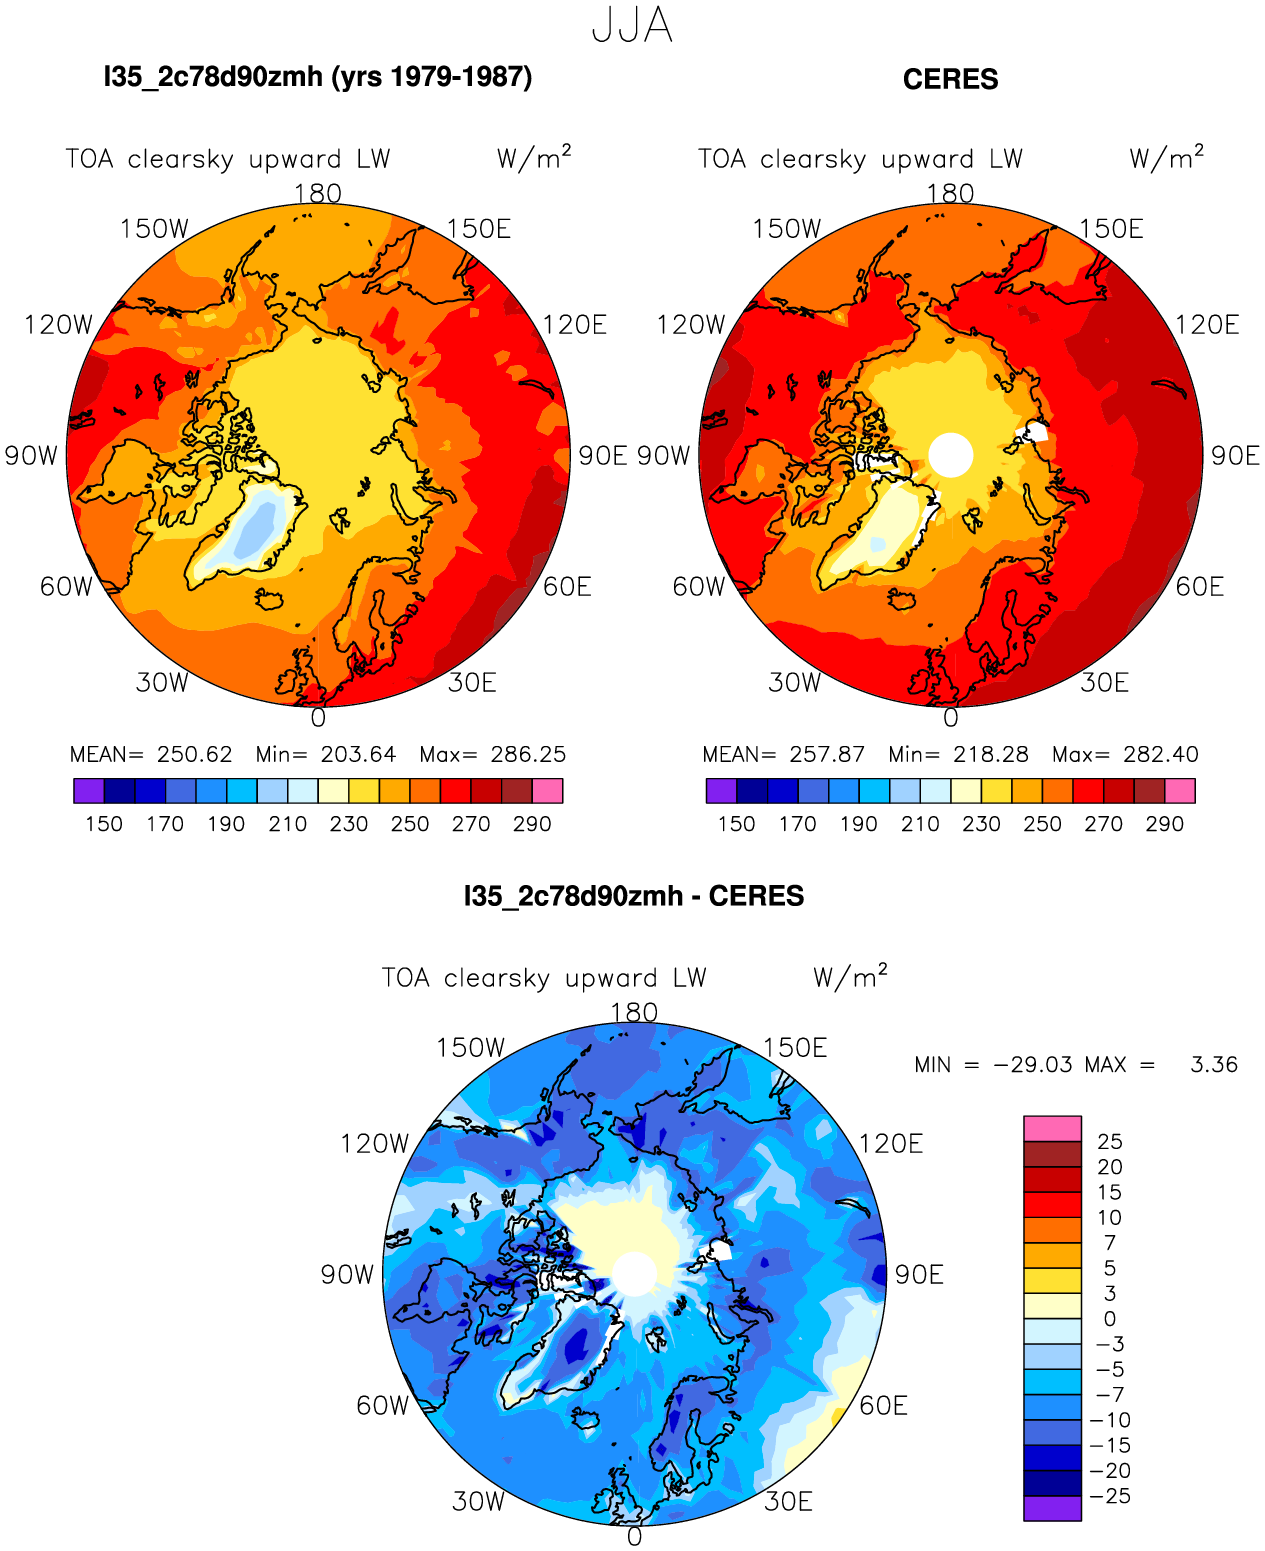 JJA
l35_2c78d90zmh (yrs 1979-1987)
CERES
TOA clearsky upward LW W/m²
TOA clearsky upward LW W/m²
180
180
150W 150E
150W 150E
120W 120E
120W 120E
90W 90E
90W 90E
60W 60E
60W 60E
30W 30E
30W 30E
0
0
MEAN= 250.62 Min= 203.64 Max= 286.25
MEAN= 257.87 Min= 218.28 Max= 282.40
150 170 190 210 230 250 270 290
150 170 190 210 230 250 270 290
l35_2c78d90zmh - CERES
TOA clearsky upward LW W/m²
180
150W 150E
MIN = −29.03 MAX = 3.36
120W 120E
90W 90E
60W 60E
30W 30E
0
25
20
15
10
7
5
3
0
−3
−5
−7
−10
−15
−20
−25